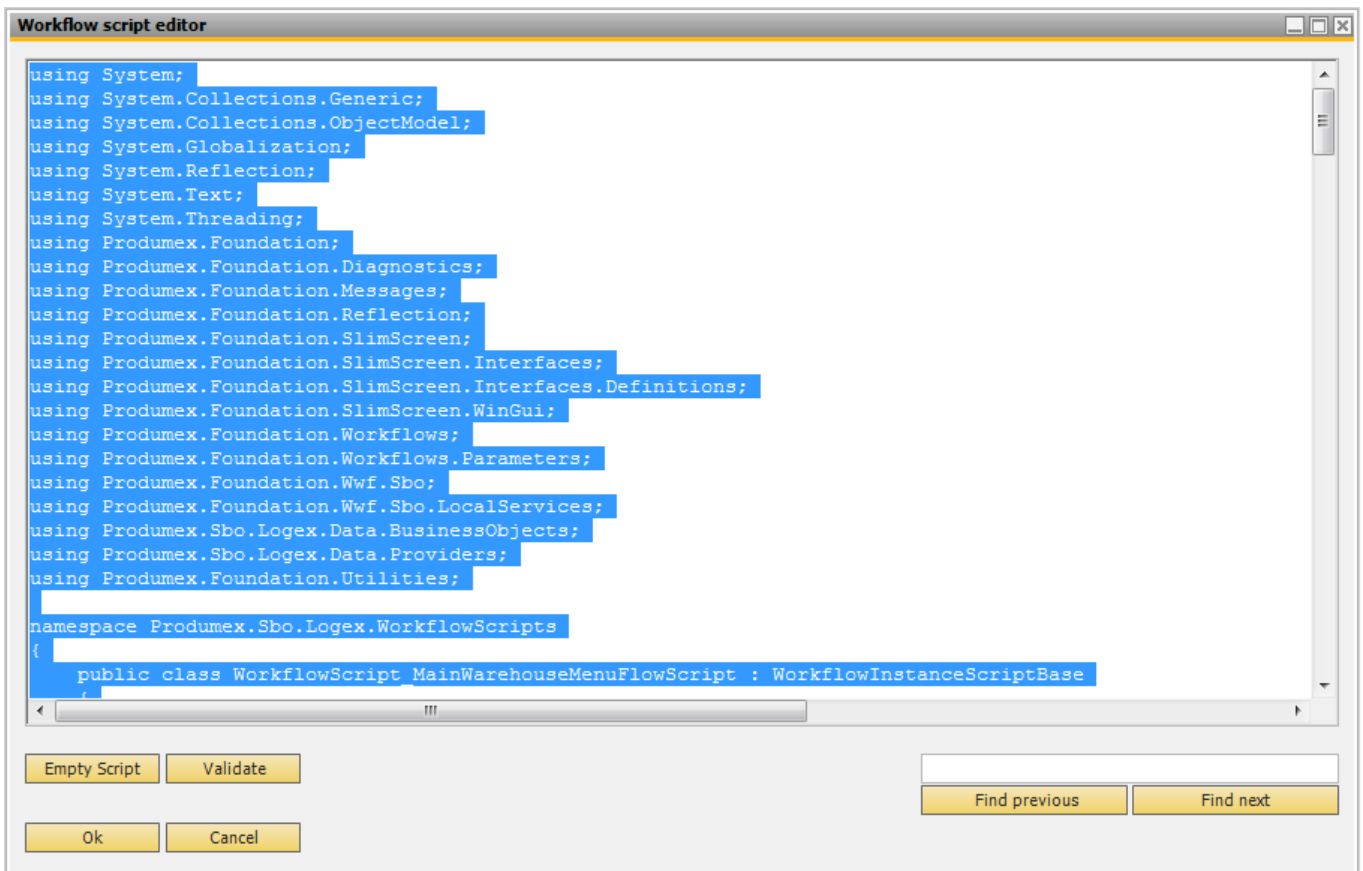 Workflow script editor
using System;
using System.Collections.Generic;
using System.Collections.ObjectModel;
using System.Globalization;
using System.Reflection;
using System.Text;
using System.Threading;
using Produmex.Foundation;
using Produmex.Foundation.Diagnostics;
using Produmex.Foundation.Messages;
using Produmex.Foundation.Reflection;
using Produmex.Foundation.SlimScreen;
using Produmex.Foundation.SlimScreen.Interfaces;
using Produmex.Foundation.SlimScreen.Interfaces.Definitions;
using Produmex.Foundation.SlimScreen.WinGui;
using Produmex.Foundation.Workflows;
using Produmex.Foundation.Workflows.Parameters;
using Produmex.Foundation.Wwf.Sbo;
using Produmex.Foundation.Wwf.Sbo.LocalServices;
using Produmex.Sbo.Logex.Data.BusinessObjects;
using Produmex.Sbo.Logex.Data.Providers;
using Produmex.Foundation.Utilities;
namespace Produmex.Sbo.Logex.WorkflowScripts
{
public class WorkflowScript_MainWarehouseMenuFlowScript : WorkflowInstanceScriptBase
{
Empty Script Validate
Find previous Find next
Ok Cancel